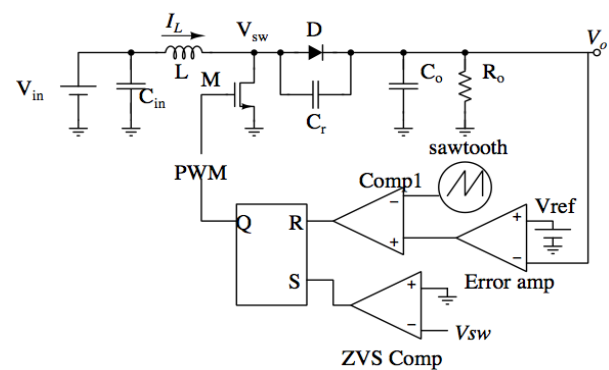 I_L
V_sw
D
V_o
L
M
V_in
C_in
C_r
C_o
R_o
sawtooth
PWM
Comp1
−
+
Vref
+
−
Q
R
S
Error amp
+
−
Vsw
ZVS Comp